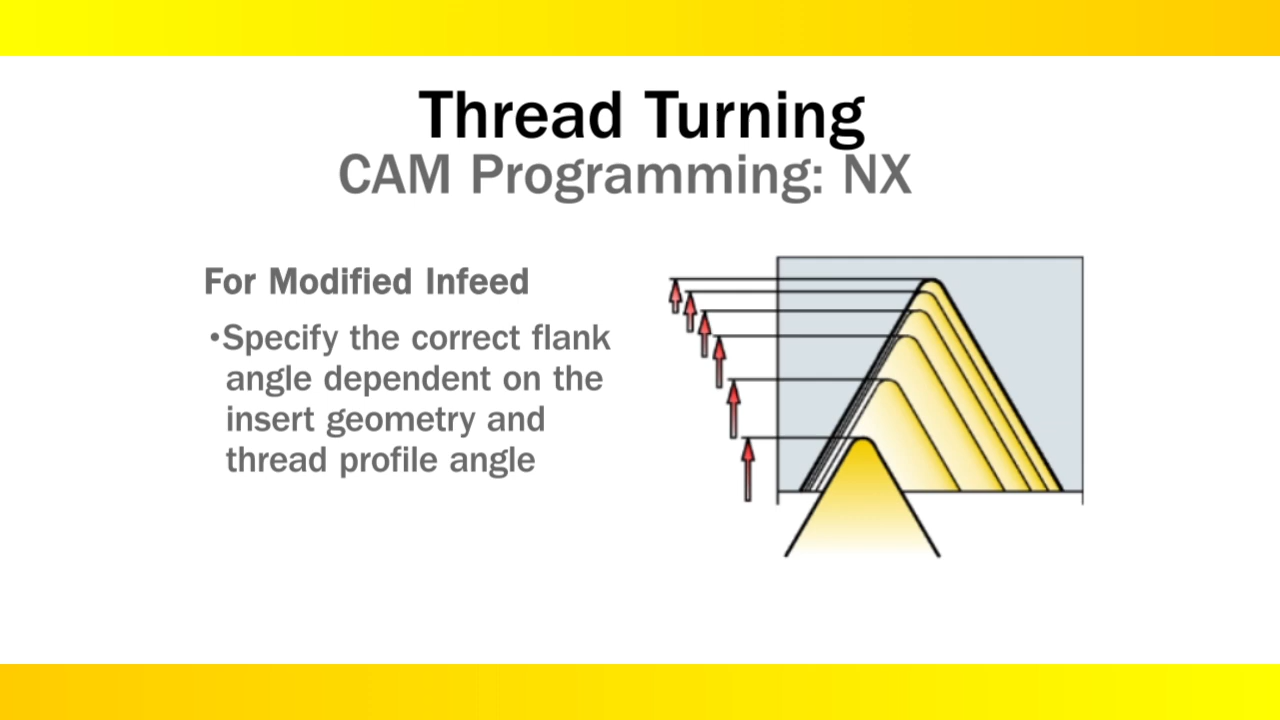 Thread Turning
CAM Programming: NX
For Modified Infeed
•Specify the correct flank
angle dependent on the
insert geometry and
thread profile angle